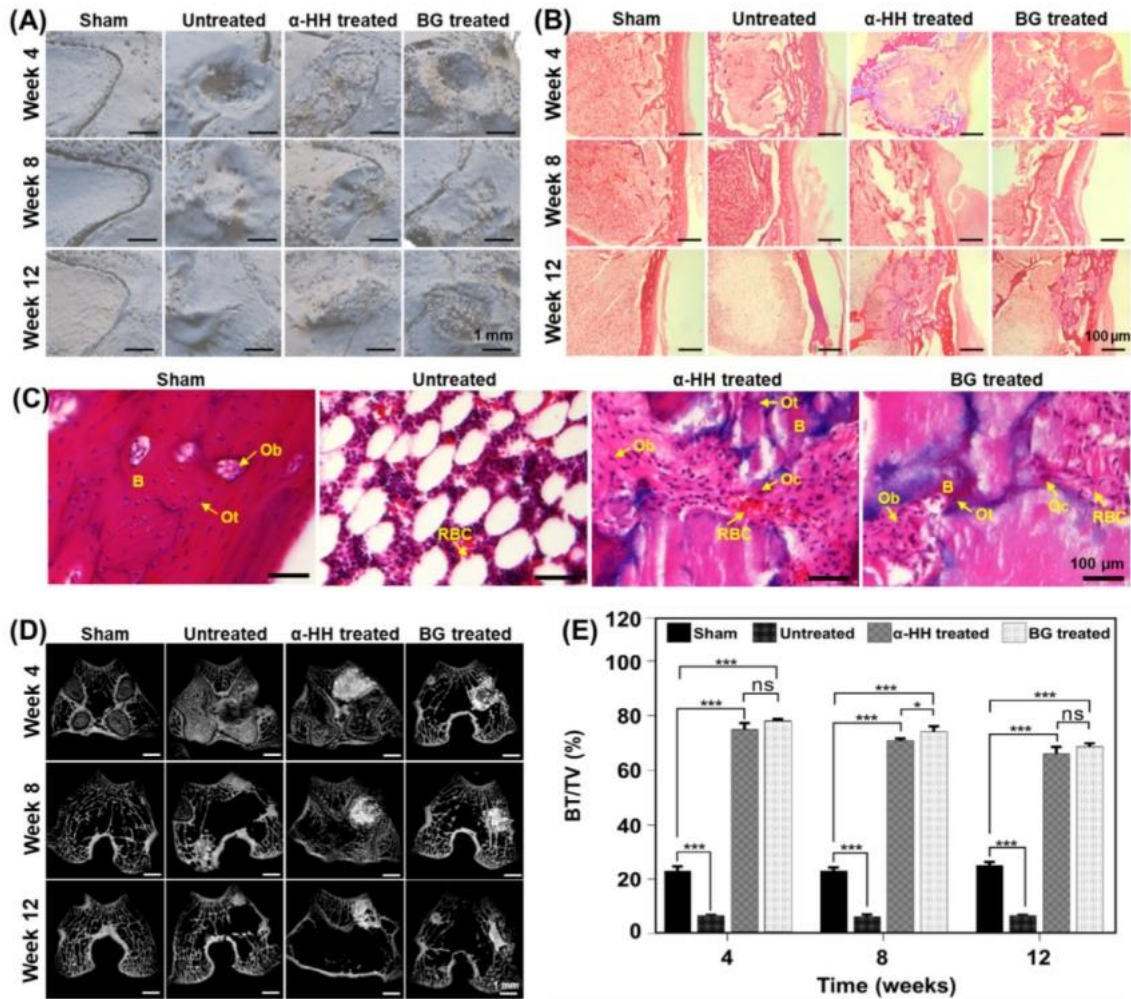 (A) Sham Untreated α-HH treated BG treated
Week 4
Week 8
Week 12
1 mm
(B) Sham Untreated α-HH treated BG treated
Week 4
Week 8
Week 12
100 µm
(C) Sham Untreated α-HH treated BG treated
Ob
B
Ot
RBC
Ot
B
Ob
Oc
RBC
Ob
B
Ot
Oc
RBC
100 µm
(D) Sham Untreated α-HH treated BG treated
Week 4
Week 8
Week 12
1 mm
(E)
BT/TV (%)
120
100
80
60
40
20
0
Sham Untreated α-HH treated BG treated
*** *** *** ns
*** *** *** *
*** *** *** ns
4 8 12
Time (weeks)